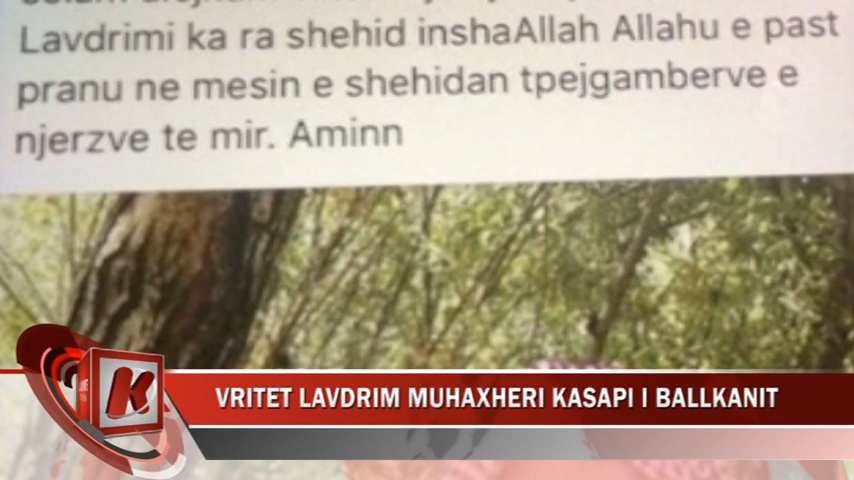 Lavdrimi ka ra shehid inshaAllah Allahu e past
pranu ne mesin e shehidan tpejgamberve e
njerzve te mir. Aminn
K
VRITET LAVDRIM MUHAXHERI KASAPI I BALLKANIT